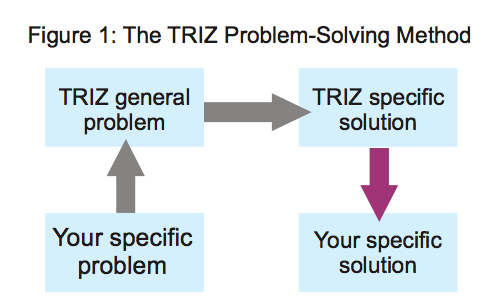 Figure 1: The TRIZ Problem-Solving Method
TRIZ general
problem
TRIZ specific
solution
Your specific
problem
Your specific
solution